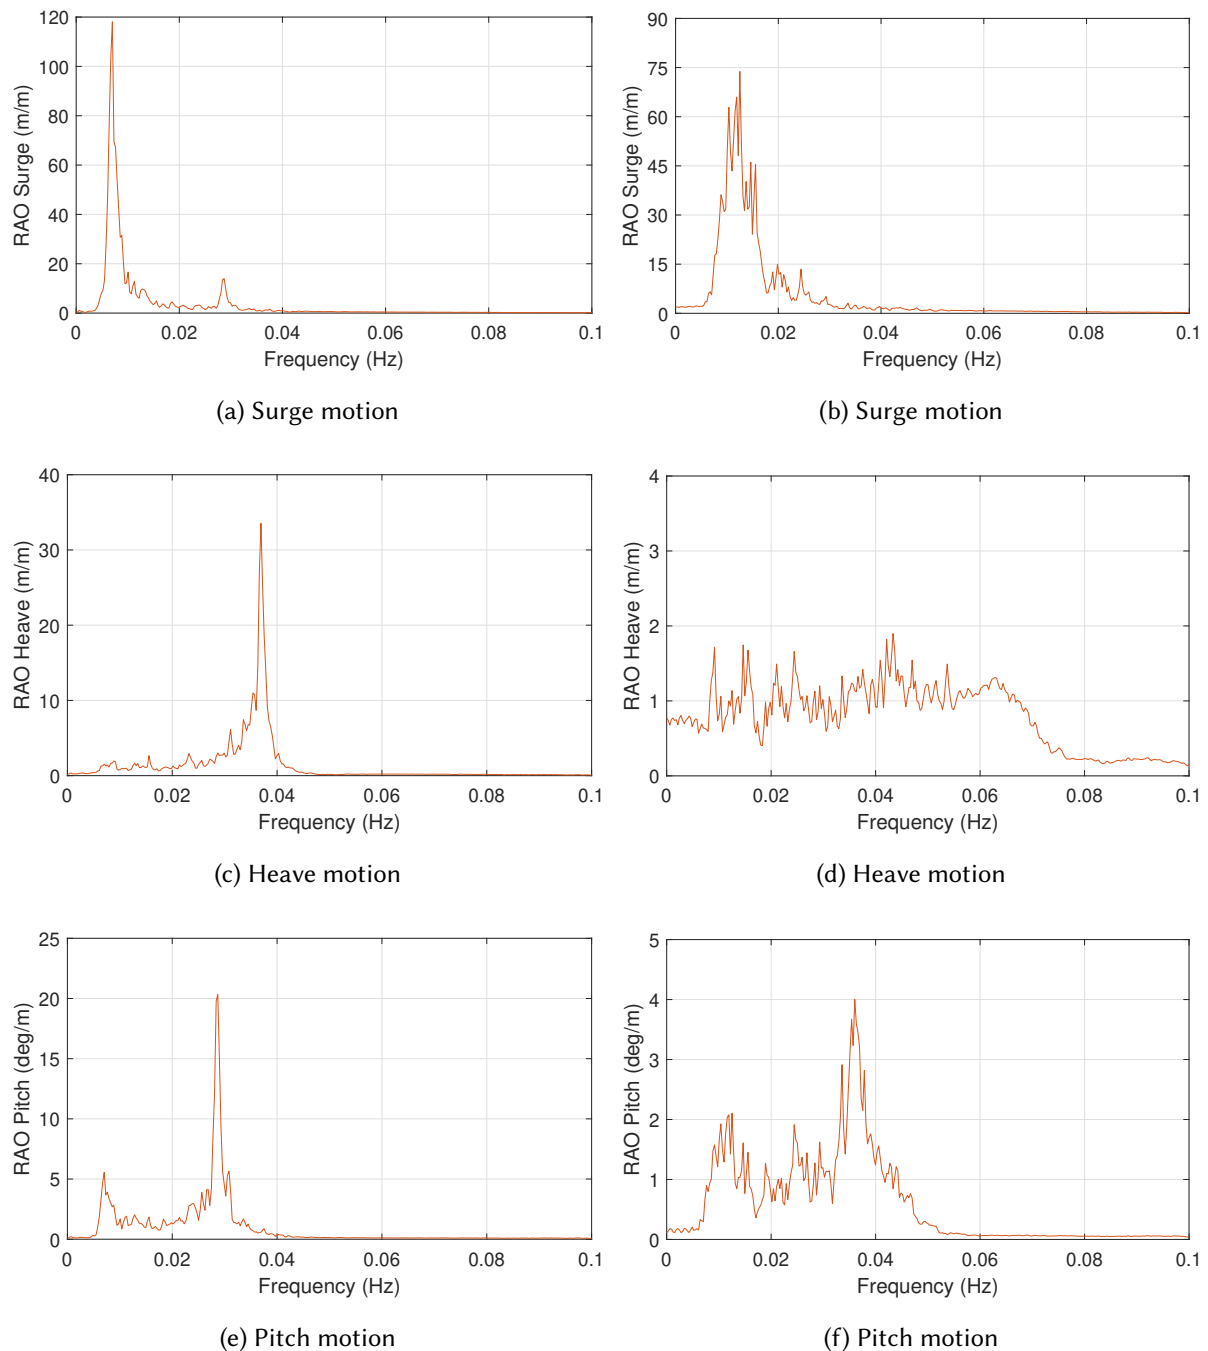 120
100
80
60
40
20
0
RAO Surge (m/m)
0 0.02 0.04 0.06 0.08 0.1
Frequency (Hz)
(a) Surge motion
90
75
60
45
30
15
0
RAO Surge (m/m)
0 0.02 0.04 0.06 0.08 0.1
Frequency (Hz)
(b) Surge motion
40
30
20
10
0
RAO Heave (m/m)
0 0.02 0.04 0.06 0.08 0.1
Frequency (Hz)
(c) Heave motion
4
3
2
1
0
RAO Heave (m/m)
0 0.02 0.04 0.06 0.08 0.1
Frequency (Hz)
(d) Heave motion
25
20
15
10
5
0
RAO Pitch (deg/m)
0 0.02 0.04 0.06 0.08 0.1
Frequency (Hz)
(e) Pitch motion
5
4
3
2
1
0
RAO Pitch (deg/m)
0 0.02 0.04 0.06 0.08 0.1
Frequency (Hz)
(f) Pitch motion